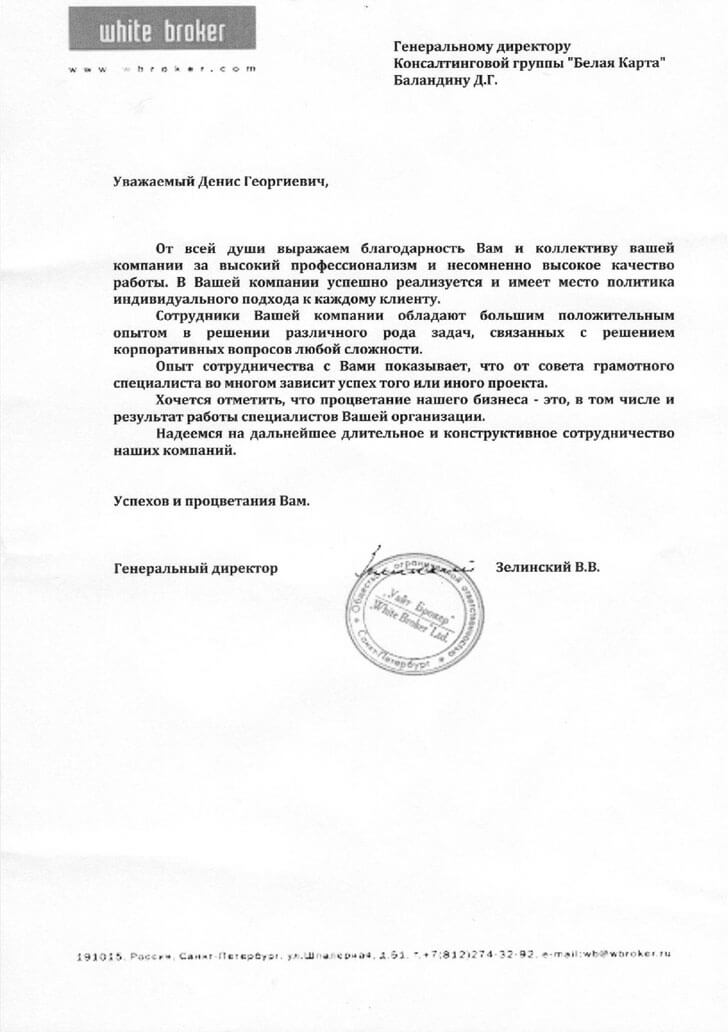 white broker
www.wbroker.com
Генеральному директору
Консалтинговой группы "Белая Карта"
Баландину Д.Г.
Уважаемый Денис Георгиевич,
От всей души выражаем благодарность Вам и коллективу вашей
компании за высокий профессионализм и несомненно высокое качество
работы. В Вашей компании успешно реализуется и имеет место политика
индивидуального подхода к каждому клиенту.
Сотрудники Вашей компании обладают большим положительным
опытом в решении различного рода задач, связанных с решением
корпоративных вопросов любой сложности.
Опыт сотрудничества с Вами показывает, что от совета грамотного
специалиста во многом зависит успех того или иного проекта.
Хочется отметить, что процветание нашего бизнеса - это, в том числе и
результат работы специалистов Вашей организации.
Надеемся на дальнейшее длительное и конструктивное сотрудничество
наших компаний.
Успехов и процветания Вам.
Генеральный директор
Зелинский В.В.
Общество с ограниченной ответственностью
"Уайт Брокер"
"White Broker" Ltd.
Санкт-Петербург
191015, Россия, Санкт-Петербург, ул.Шпалерная, д.51, т.+7(812)274-32-92, e-mail:wb@wbroker.ru